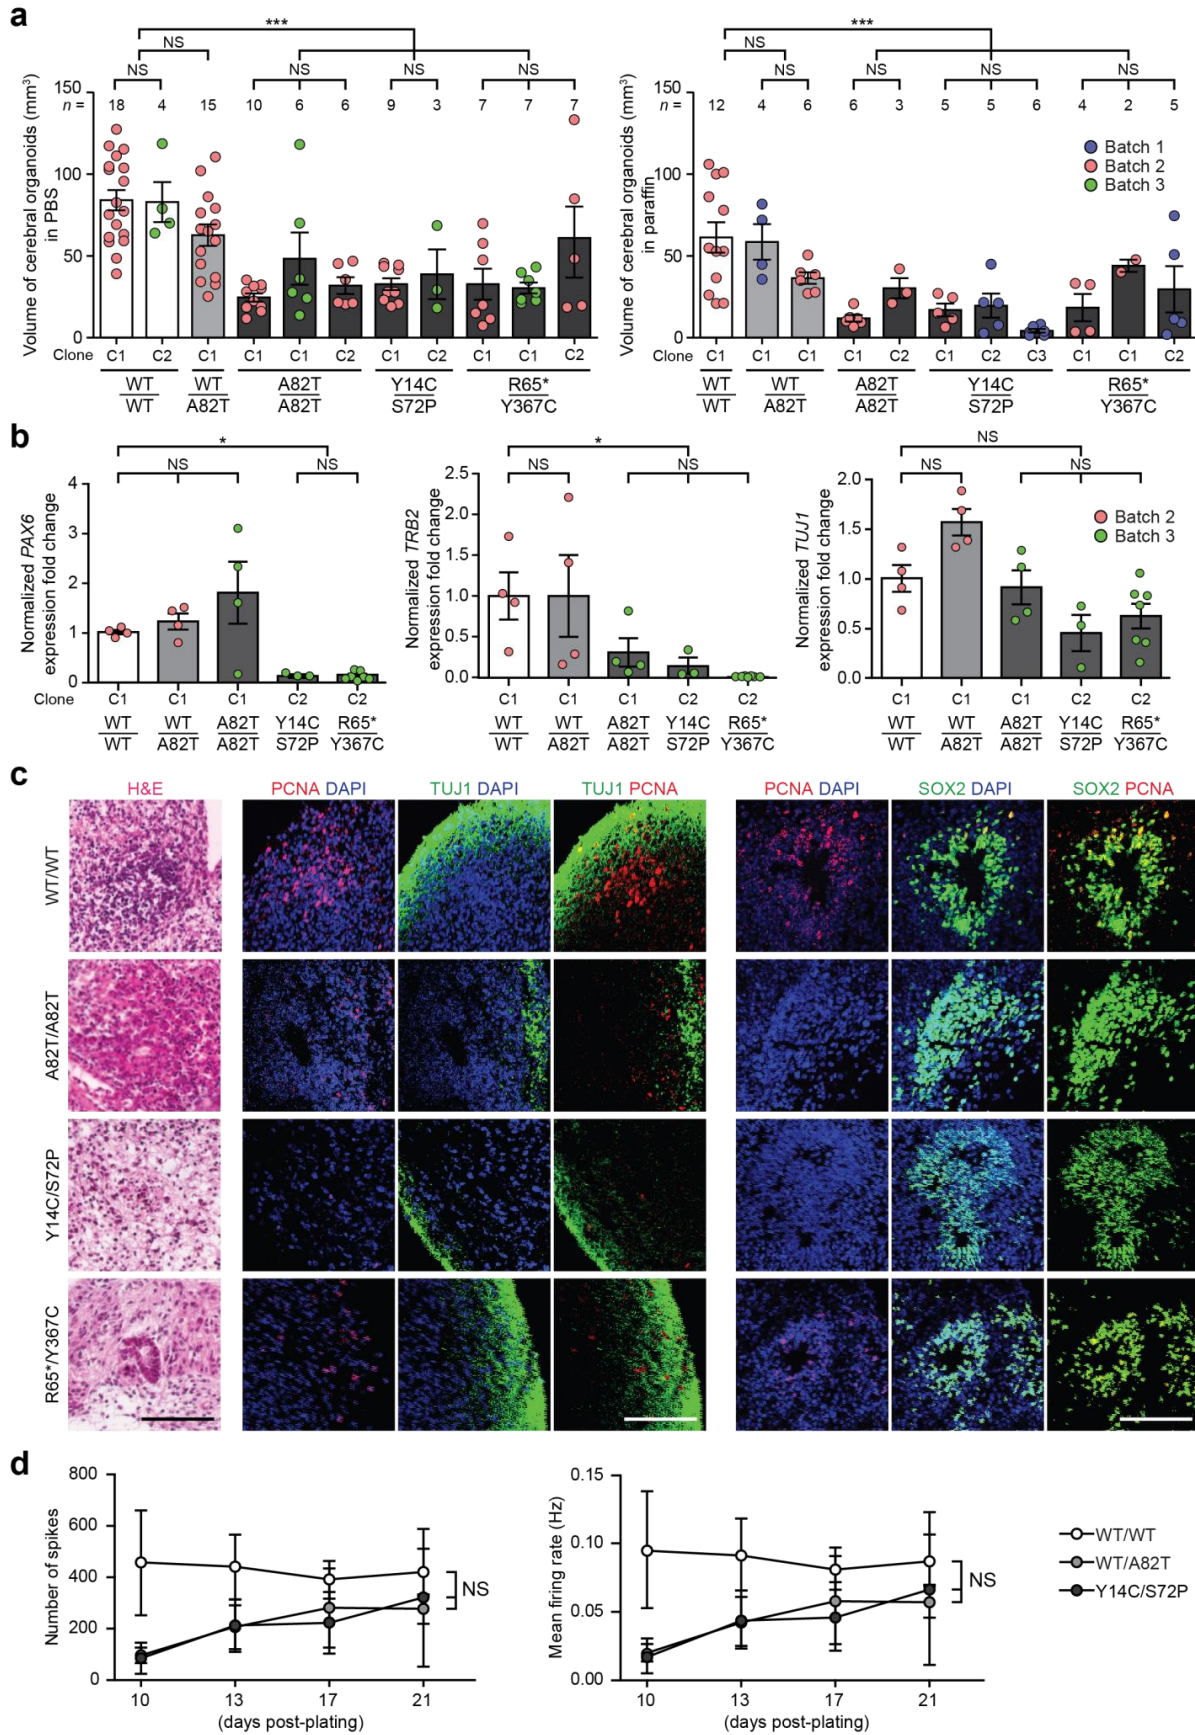 a
Volume of cerebral organoids (mm³)
in PBS
***
NS
NS NS NS NS
150
n = 18 4 15 10 6 6 9 3 7 7 7
100
50
0
Clone C1 C2 C1 C1 C1 C2 C1 C2 C1 C1 C2
WT WT A82T Y14C R65*
WT A82T A82T S72P Y367C
Volume of cerebral organoids (mm³)
in paraffin
***
NS
NS NS NS NS
150
n = 12 4 6 6 3 5 5 6 4 2 5
100
50
0
Batch 1
Batch 2
Batch 3
C1 C1 C1 C1 C2 C1 C2 C3 C1 C1 C2
WT WT A82T Y14C R65*
WT A82T A82T S72P Y367C
b
Normalized PAX6
expression fold change
*
NS NS
4
3
2
1
0
Clone C1 C1 C1 C2 C2
WT WT A82T Y14C R65*
WT A82T A82T S72P Y367C
Normalized TRB2
expression fold change
*
NS NS
2.5
2.0
1.5
1.0
0.5
0.0
C1 C1 C1 C2 C2
WT WT A82T Y14C R65*
WT A82T A82T S72P Y367C
Normalized TUJ1
expression fold change
NS
NS NS
2.0
1.5
1.0
0.5
0
Batch 2
Batch 3
C1 C1 C1 C2 C2
WT WT A82T Y14C R65*
WT A82T A82T S72P Y367C
c
H&E PCNA DAPI TUJ1 DAPI TUJ1 PCNA PCNA DAPI SOX2 DAPI SOX2 PCNA
WT/WT
A82T/A82T
Y14C/S72P
R65*/Y367C
d
Number of spikes
800
600
400
200
0
NS
10 13 17 21
(days post-plating)
Mean firing rate (Hz)
0.15
0.10
0.05
0.00
NS
10 13 17 21
(days post-plating)
WT/WT
WT/A82T
Y14C/S72P